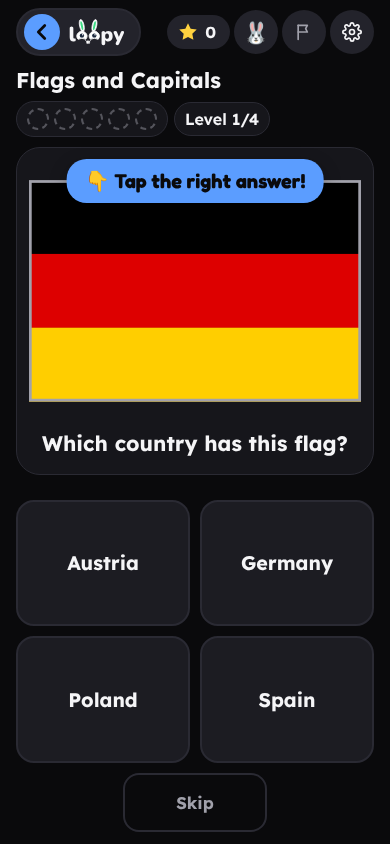 loopy
0
Flags and Capitals
Level 1/4
Tap the right answer!
Which country has this flag?
Austria
Germany
Poland
Spain
Skip